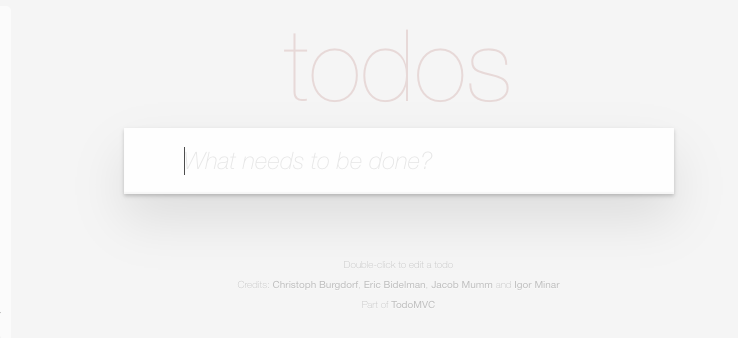 todos
What needs to be done?
Double-click to edit a todo
Credits: Christoph Burgdorf, Eric Bidelman, Jacob Mumm and Igor Minar
Part of TodoMVC